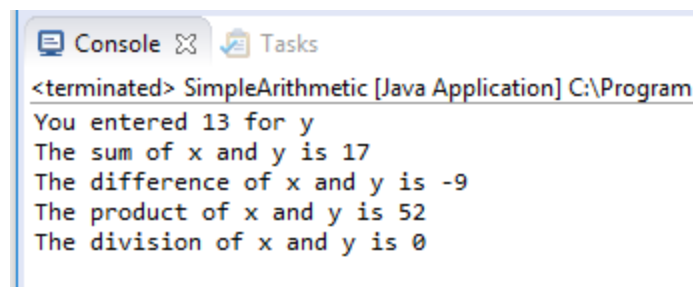 Console Tasks
<terminated> SimpleArithmetic [Java Application] C:\Program
You entered 13 for y
The sum of x and y is 17
The difference of x and y is -9
The product of x and y is 52
The division of x and y is 0